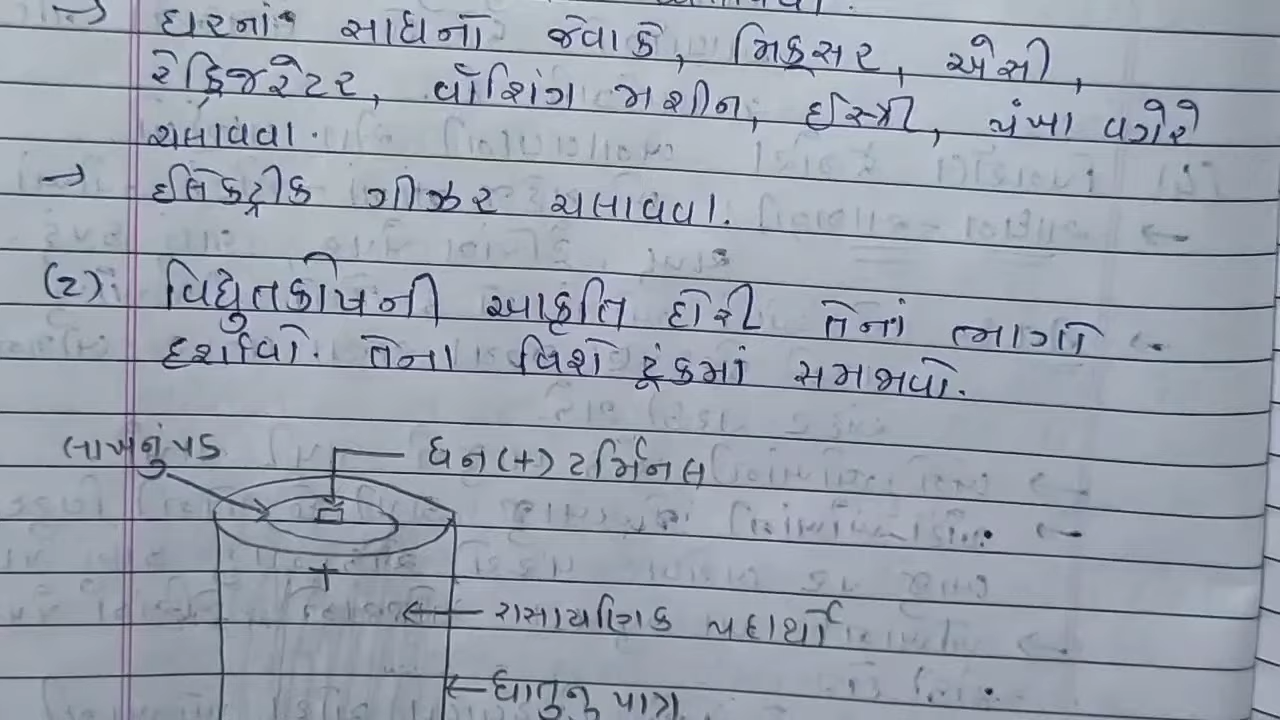 → ઘરનાં સાધનો જેવાકે, મિક્સર, એસી,
રેફ્રિજરેટર, વૉશિંગ મશીન, ઈસ્ત્રી, પંખા વગેરે
ચલાવવા.
→ ઇલિક્ટ્રીક ગીઝર ચલાવવા.
(૨) વિદ્યુતકોષની આકૃતિ દોરી તેનાં ભાગો
દર્શાવો. તેના વિશે ટૂંકમાં સમજાવો.
લાખનું પડ
ધન (+) ટર્મિનલ
+
રાસાયણિક પદાર્થો
ધાતુનું પાત્ર